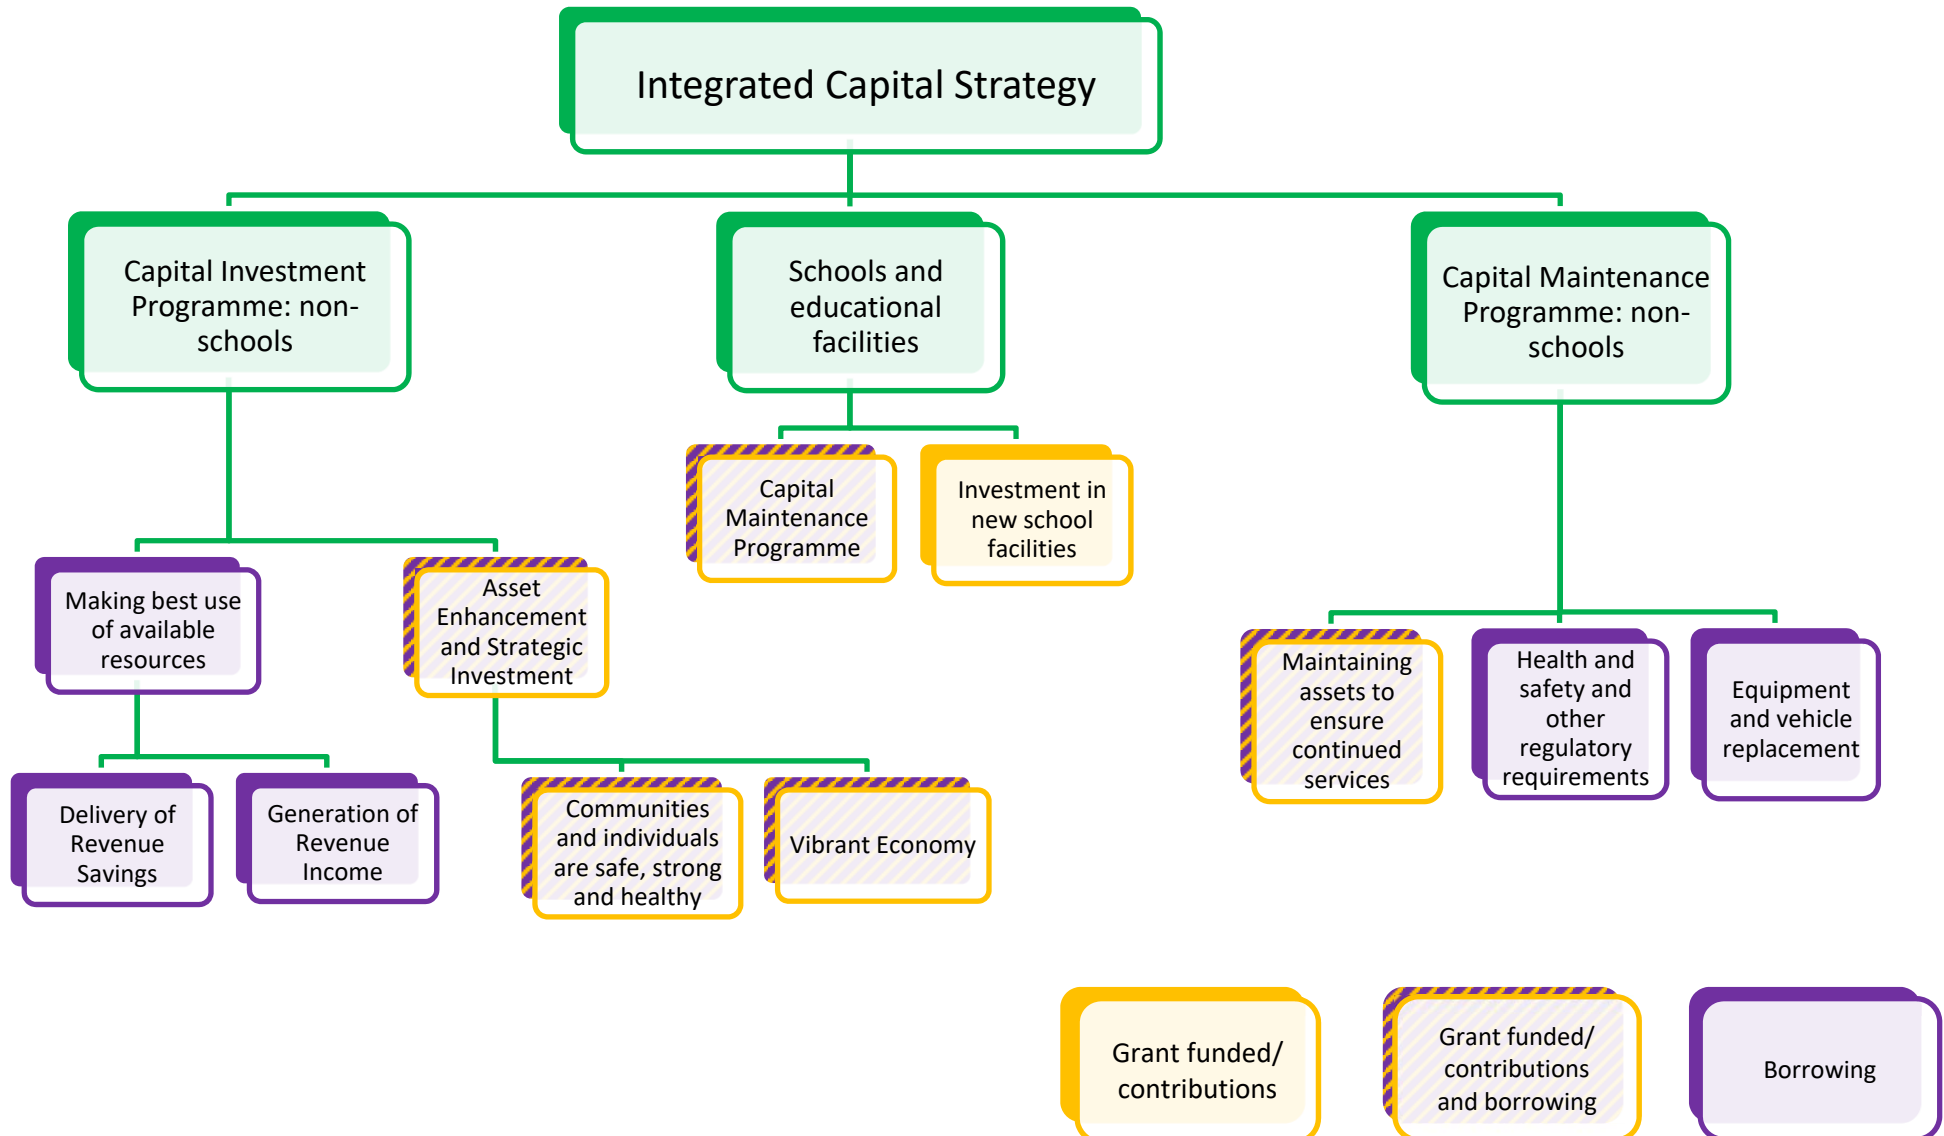 Integrated Capital Strategy
Capital Investment
Programme: non-
schools
Schools and
educational
facilities
Capital Maintenance
Programme: non-
schools
Capital
Maintenance
Programme
Investment in
new school
facilities
Making best use
of available
resources
Asset
Enhancement
and Strategic
Investment
Maintaining
assets to
ensure
continued
services
Health and
safety and
other
regulatory
requirements
Equipment
and vehicle
replacement
Delivery of
Revenue
Savings
Generation of
Revenue
Income
Communities
and individuals
are safe, strong
and healthy
Vibrant Economy
Grant funded/
contributions
Grant funded/
contributions
and borrowing
Borrowing